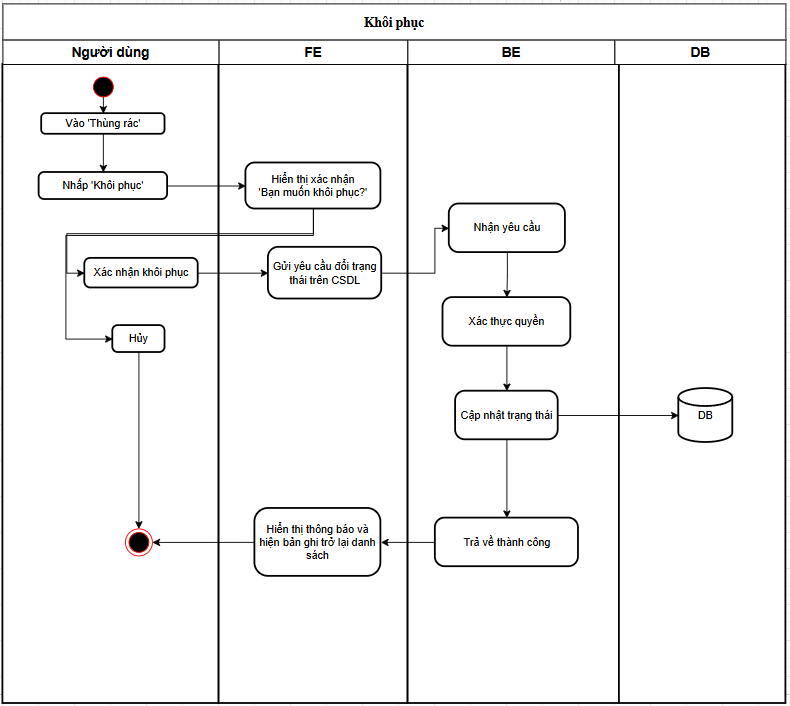 Khôi phục
Người dùng
FE
BE
DB
Vào 'Thùng rác'
Nhấp 'Khôi phục'
Hiển thị xác nhận
'Bạn muốn khôi phục?'
Nhận yêu cầu
Xác nhận khôi phục
Gửi yêu cầu đổi trạng
thái trên CSDL
Xác thực quyền
Hủy
Cập nhật trạng thái
DB
Hiển thị thông báo và
hiện bản ghi trở lại danh
sách
Trả về thành công